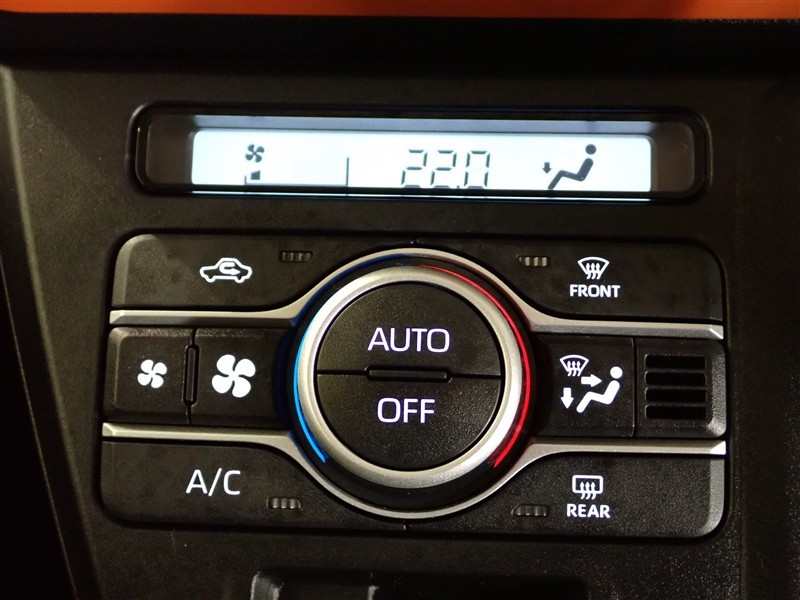 22.0
FRONT
AUTO
OFF
A/C
REAR